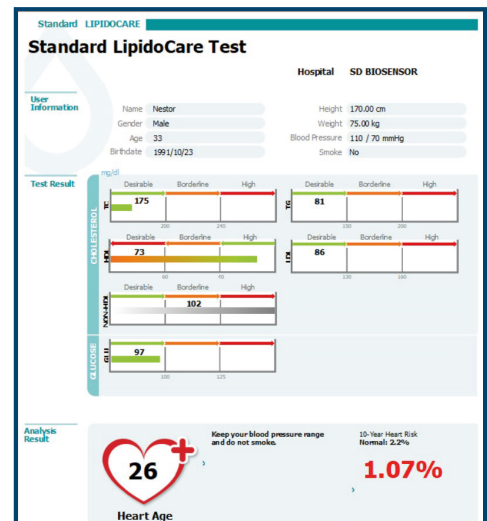 Standard LIPIDOCARE
Standard LipidoCare Test
Hospital SD BIOSENSOR
User
Information
Name Nestor
Height 170.00 cm
Gender Male
Weight 75.00 kg
Age 33
Blood Pressure 110 / 70 mmHg
Birthdate 1991/10/23
Smoke No
Test Result
mg/dl
CHOLESTEROL
TC
Desirable Borderline High
175
200 240
TG
Desirable Borderline High
81
150 200
HDL
Desirable Borderline High
73
60 40
LDL
Desirable Borderline High
86
130 160
NON-HDL
Desirable Borderline High
102
GLUCOSE
GLU
97
100 125
Analysis
Result
26
Heart Age
Keep your blood pressure range
and do not smoke.
10-Year Heart Risk
Normal: 2.2%
1.07%